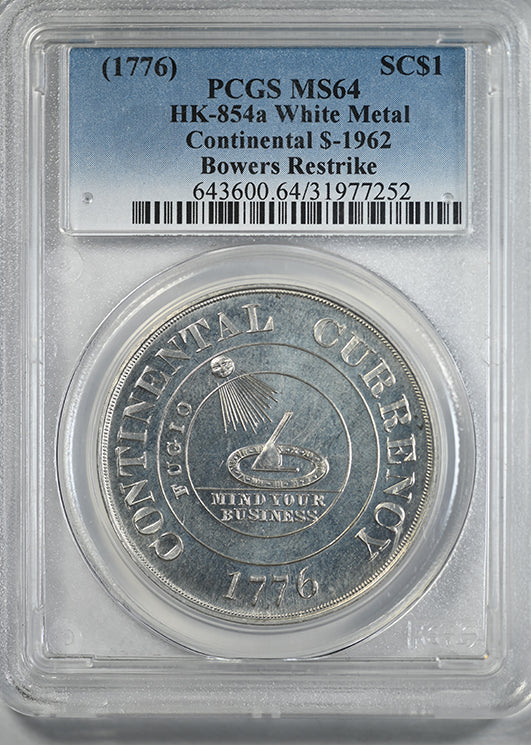 (1776) SC$1
PCGS MS64
HK-854a White Metal
Continental $-1962
Bowers Restrike
643600.64/31977252
CONTINENTAL CURRENCY
FUGIO
MIND YOUR
BUSINESS
1776